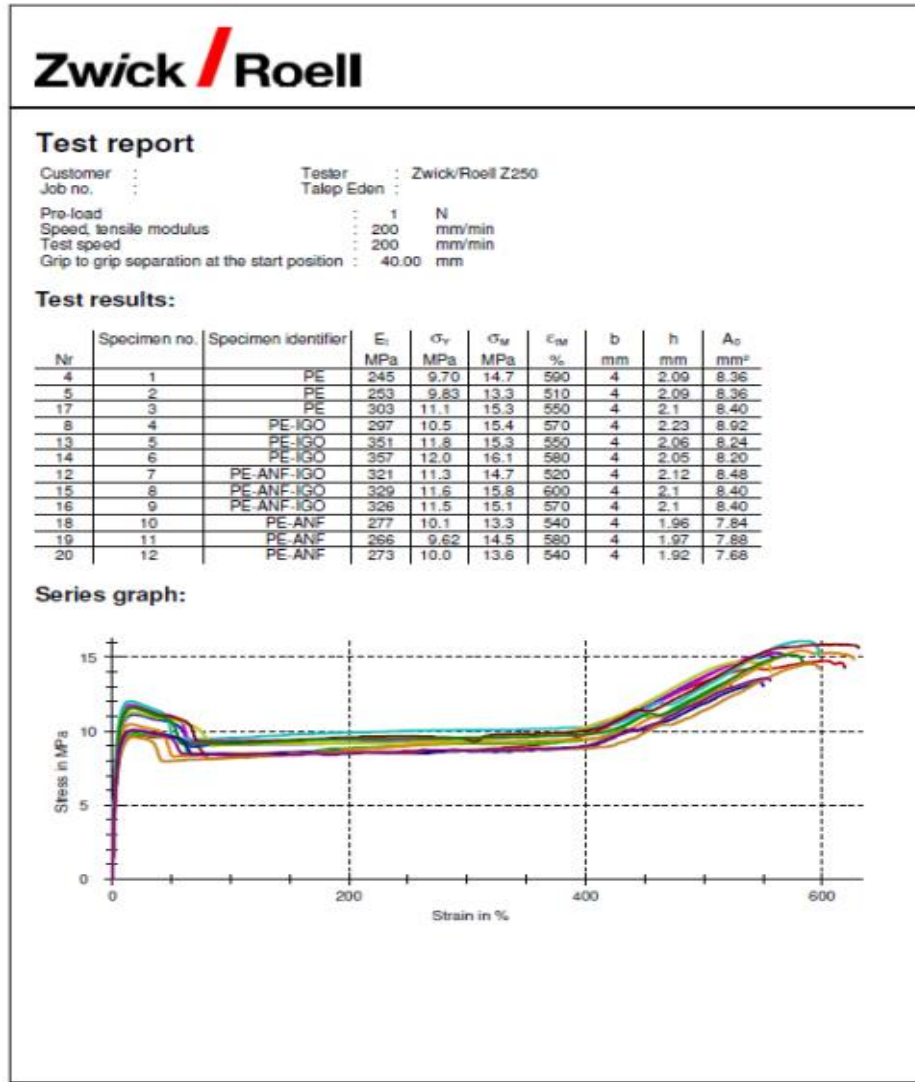 Zwick / Roell
Test report
Customer : Tester : Zwick/Roell Z250
Job no. : Talep Eden :
Pre-load : 1 N
Speed, tensile modulus : 200 mm/min
Test speed : 200 mm/min
Grip to grip separation at the start position : 40.00 mm
Test results:
Specimen no. Specimen identifier Et σY σM εtM b h A0
Nr MPa MPa MPa % mm mm mm²
4 1 PE 245 9.70 14.7 590 4 2.09 8.36
5 2 PE 253 9.83 13.3 510 4 2.09 8.36
17 3 PE 303 11.1 15.3 550 4 2.1 8.40
8 4 PE-IGO 297 10.5 15.4 570 4 2.23 8.92
13 5 PE-IGO 351 11.8 15.3 550 4 2.06 8.24
14 6 PE-IGO 357 12.0 16.1 580 4 2.05 8.20
12 7 PE-ANF-IGO 321 11.3 14.7 520 4 2.12 8.48
15 8 PE-ANF-IGO 329 11.6 15.8 600 4 2.1 8.40
16 9 PE-ANF-IGO 326 11.5 15.1 570 4 2.1 8.40
18 10 PE-ANF 277 10.1 13.3 540 4 1.96 7.84
19 11 PE-ANF 266 9.62 14.5 580 4 1.97 7.88
20 12 PE-ANF 273 10.0 13.6 540 4 1.92 7.68
Series graph:
15
10
5
0
Stress in MPa
0 200 400 600
Strain in %